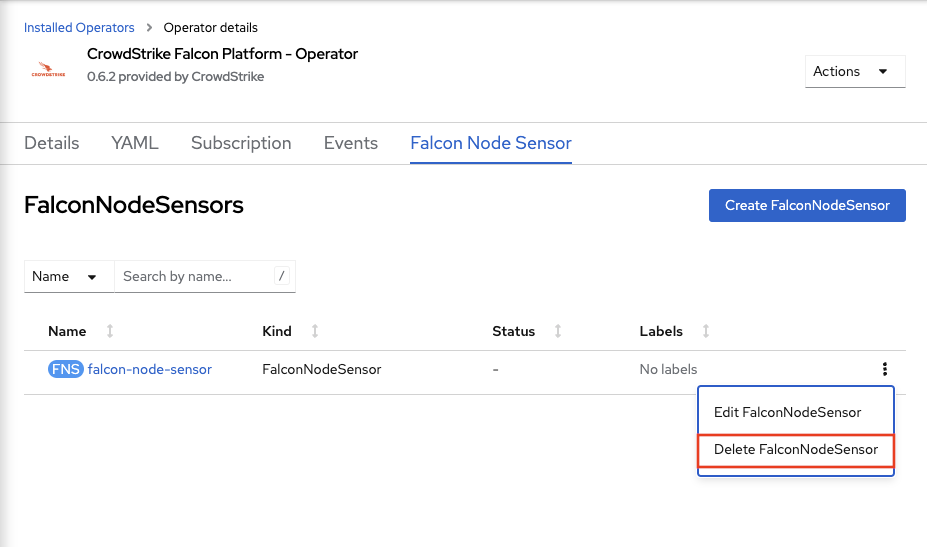 Installed Operators > Operator details
CROWDSTRIKE
CrowdStrike Falcon Platform - Operator
0.6.2 provided by CrowdStrike
Actions
Details YAML Subscription Events Falcon Node Sensor
FalconNodeSensors
Create FalconNodeSensor
Name Search by name... /
Name Kind Status Labels
FNS falcon-node-sensor FalconNodeSensor - No labels
Edit FalconNodeSensor
Delete FalconNodeSensor